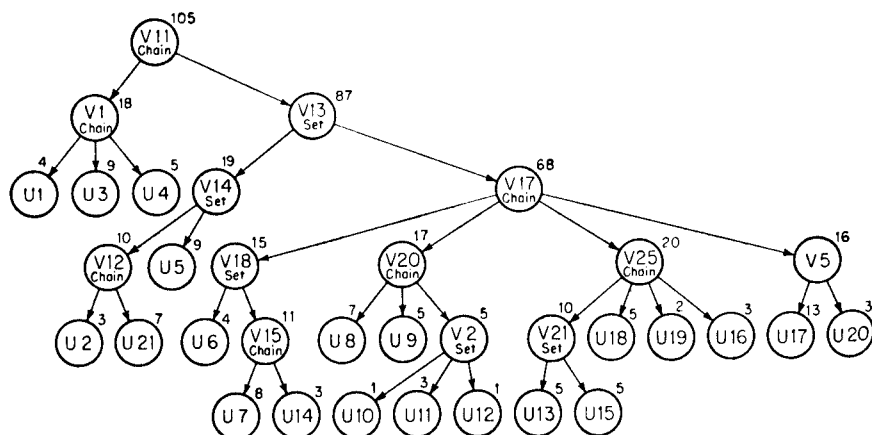 105
V11
Chain
18
V1
Chain
87
V13
Set
4
U1
9
U3
5
U4
19
V14
Set
68
V17
Chain
10
V12
Chain
9
U5
15
V18
Set
17
V20
Chain
20
V25
Chain
16
V5
3
U2
7
U21
4
U6
11
V15
Chain
7
U8
5
U9
5
V2
Set
10
V21
Set
5
U18
2
U19
3
U16
13
U17
3
U20
8
U7
3
U14
1
U10
3
U11
1
U12
5
U13
5
U15